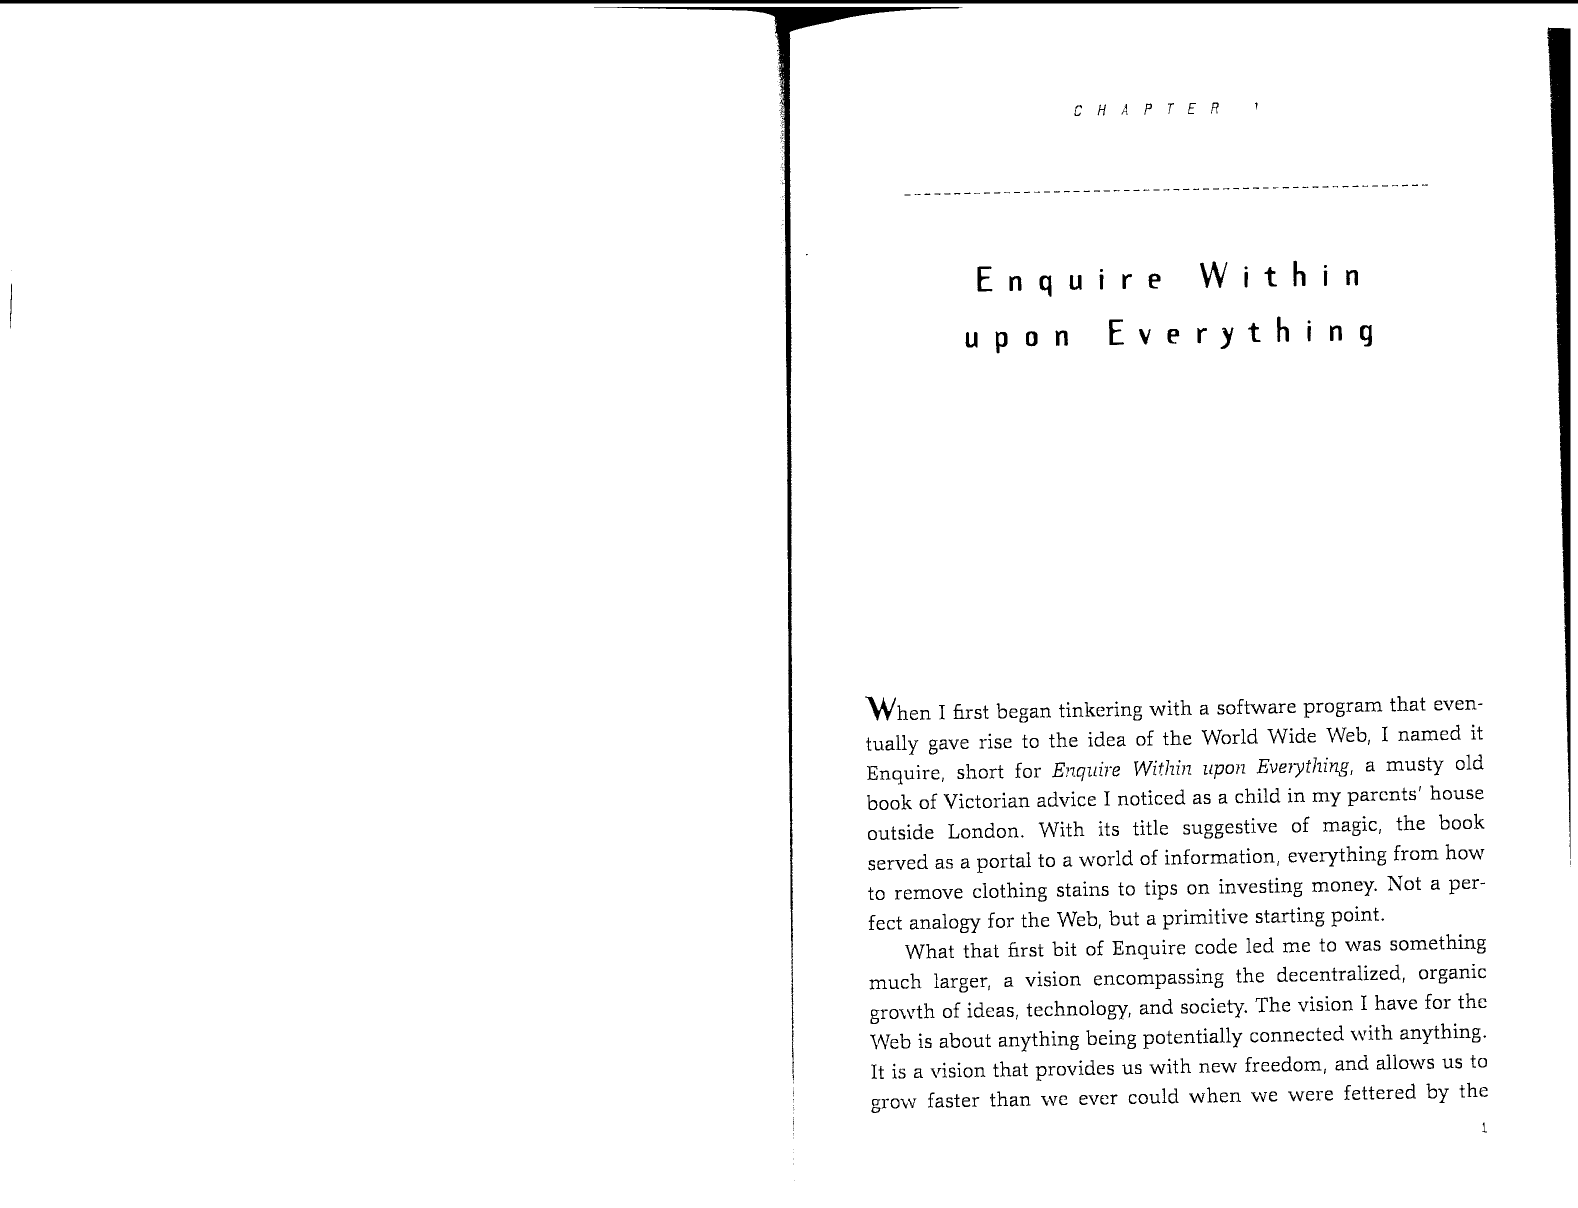 CHAPTER 1
Enquire Within
upon Everything
When I first began tinkering with a software program that even-
tually gave rise to the idea of the World Wide Web, I named it
Enquire, short for Enquire Within upon Everything, a musty old
book of Victorian advice I noticed as a child in my parents' house
outside London. With its title suggestive of magic, the book
served as a portal to a world of information, everything from how
to remove clothing stains to tips on investing money. Not a per-
fect analogy for the Web, but a primitive starting point.
What that first bit of Enquire code led me to was something
much larger, a vision encompassing the decentralized, organic
growth of ideas, technology, and society. The vision I have for the
Web is about anything being potentially connected with anything.
It is a vision that provides us with new freedom, and allows us to
grow faster than we ever could when we were fettered by the
1